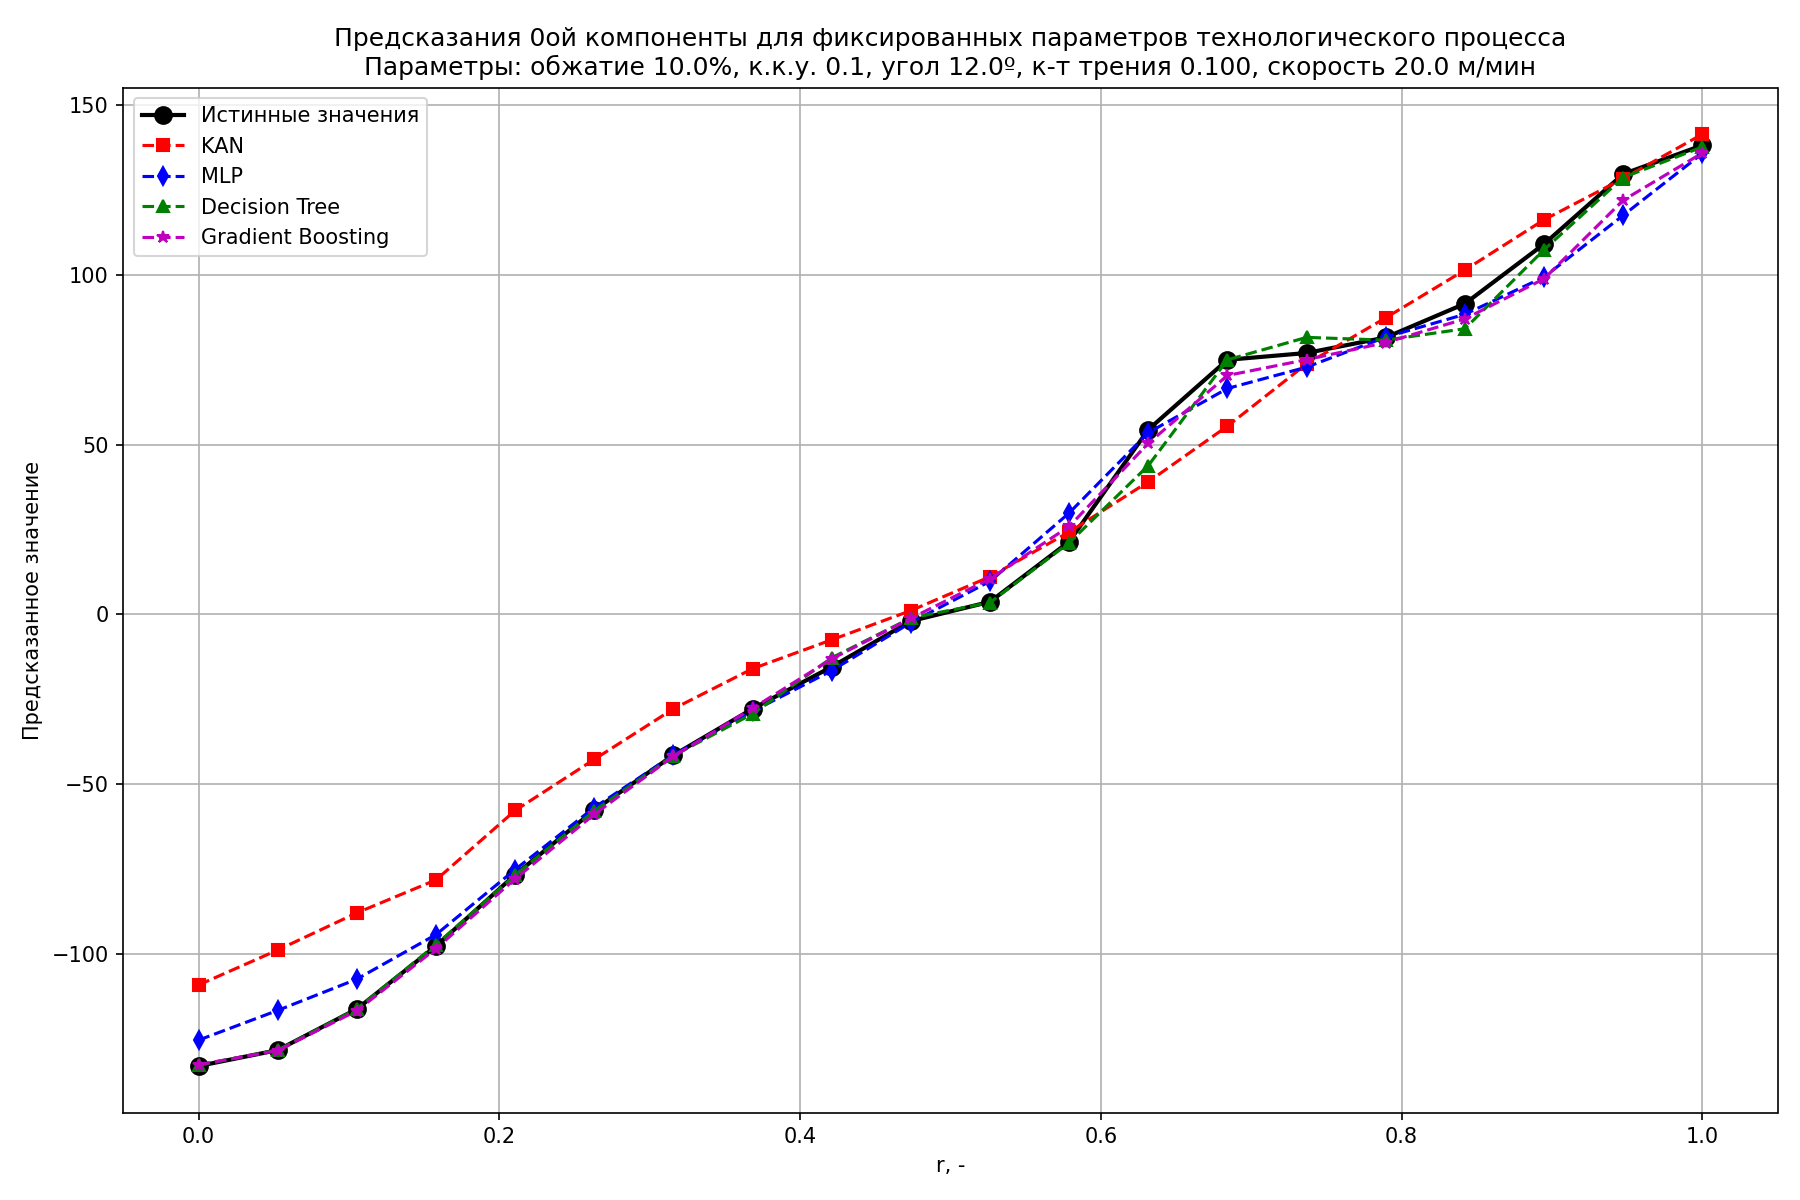 Предсказания 0ой компоненты для фиксированных параметров технологического процесса
Параметры: обжатие 10.0%, к.к.у. 0.1, угол 12.0º, к-т трения 0.100, скорость 20.0 м/мин
Истинные значения
KAN
MLP
Decision Tree
Gradient Boosting
Предсказанное значение
150
100
50
0
−50
−100
0.0
0.2
0.4
0.6
0.8
1.0
r, -